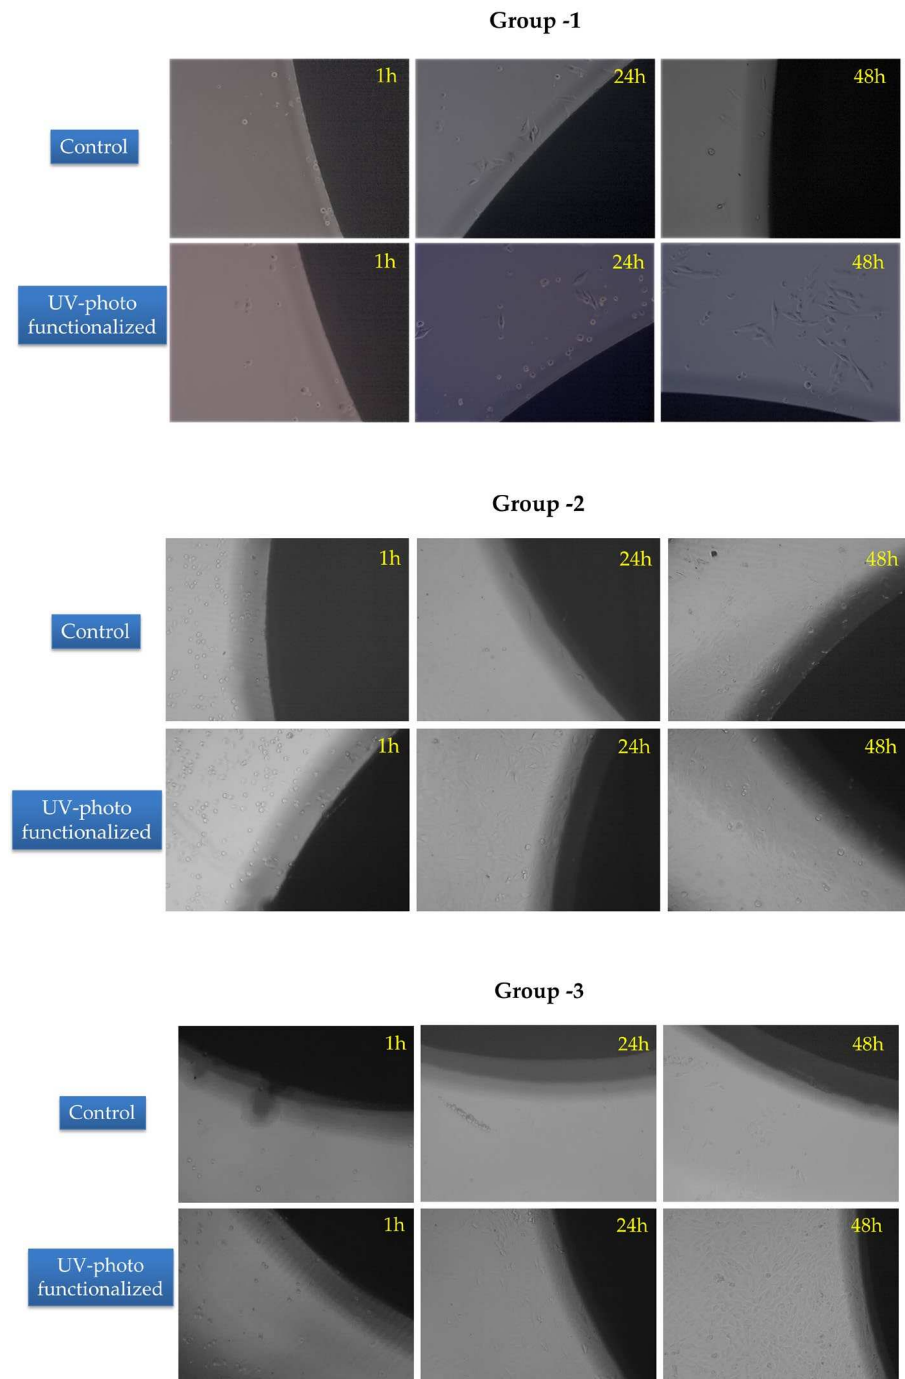 Group -1
Control
1h
24h
48h
UV-photo
functionalized
1h
24h
48h
Group -2
Control
1h
24h
48h
UV-photo
functionalized
1h
24h
48h
Group -3
Control
1h
24h
48h
UV-photo
functionalized
1h
24h
48h